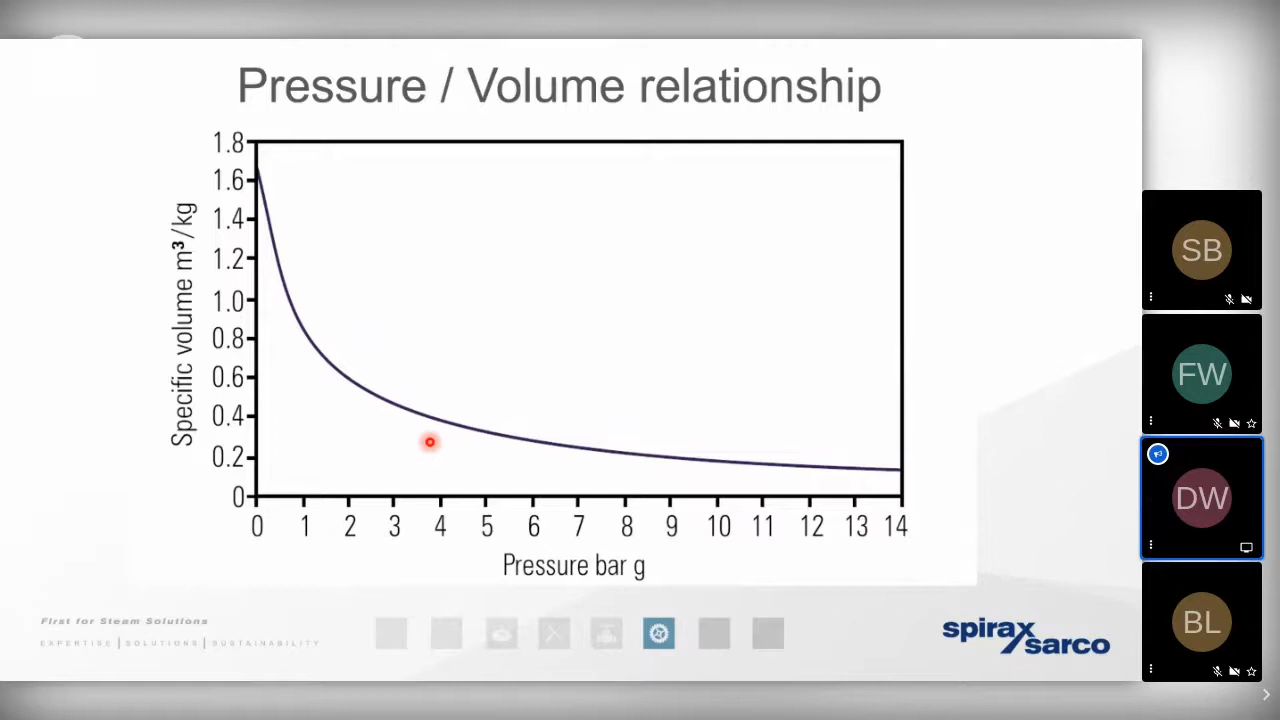 Pressure / Volume relationship
1.8
1.6
1.4
1.2
1.0
0.8
0.6
0.4
0.2
0
Specific volume m³/kg
0 1 2 3 4 5 6 7 8 9 10 11 12 13 14
Pressure bar g
First for Steam Solutions
EXPERTISE | SOLUTIONS | SUSTAINABILITY
spirax
sarco
SB
FW
DW
BL